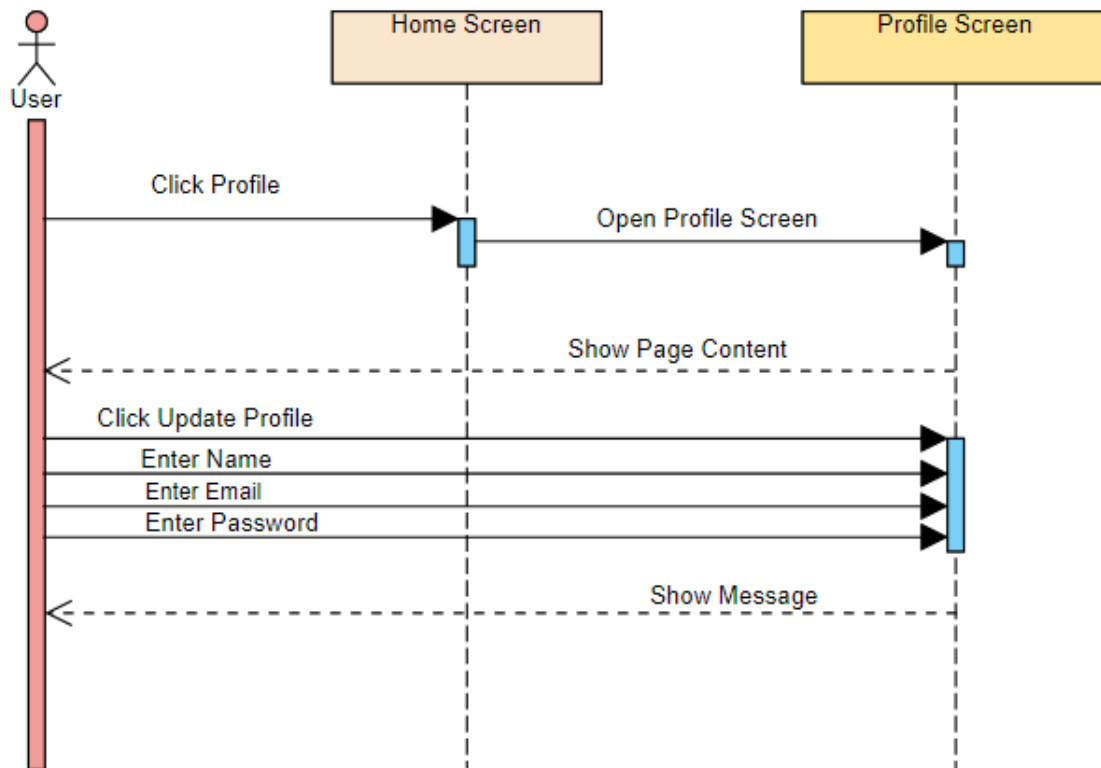 Home Screen
Profile Screen
User
Click Profile
Open Profile Screen
Show Page Content
Click Update Profile
Enter Name
Enter Email
Enter Password
Show Message